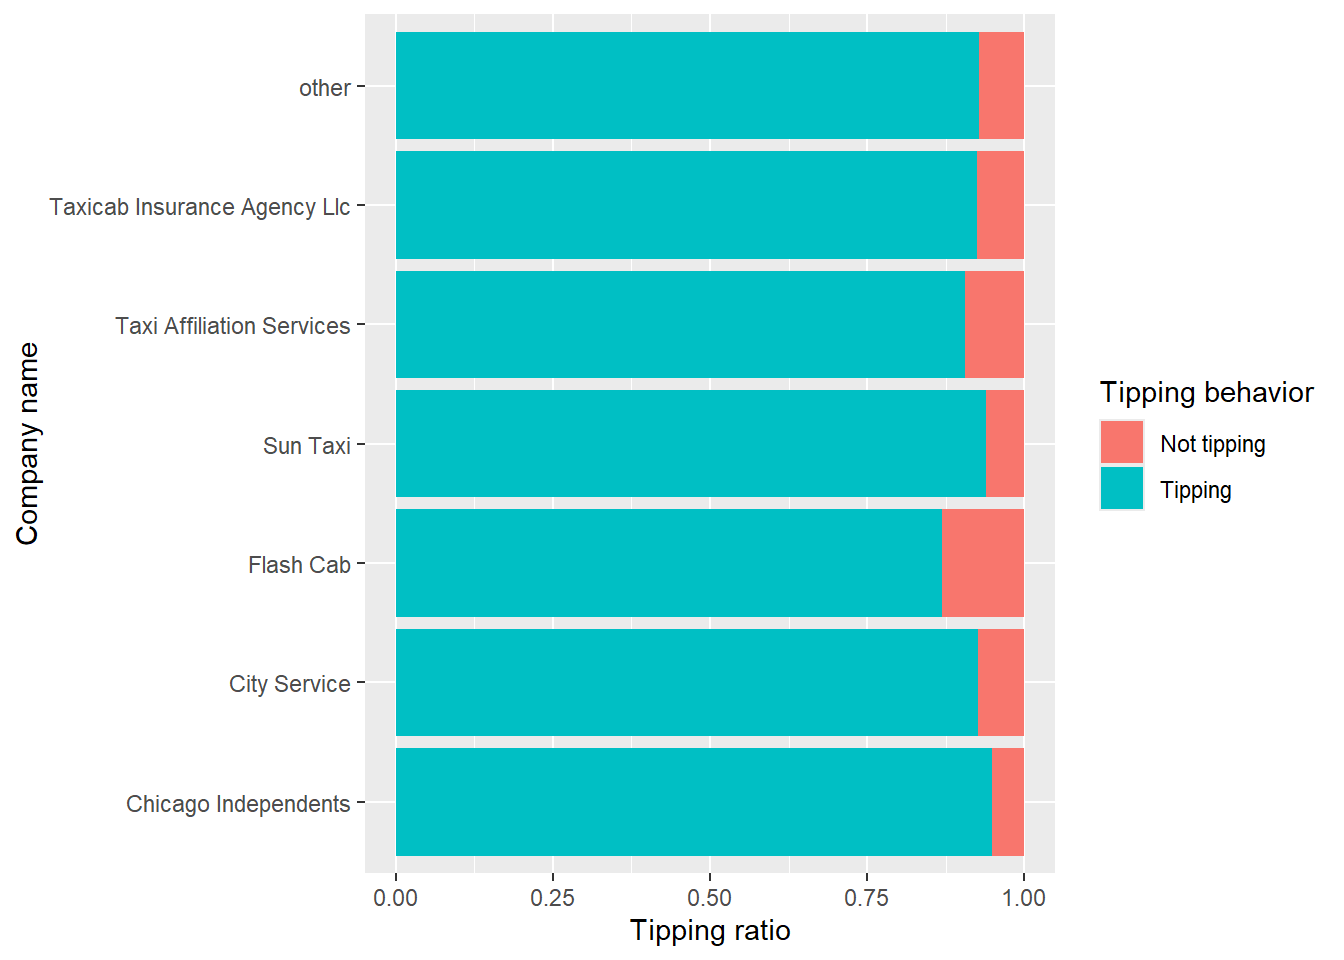 other
Taxicab Insurance Agency Llc
Taxi Affiliation Services
Sun Taxi
Flash Cab
City Service
Chicago Independents
Company name
0.00 0.25 0.50 0.75 1.00
Tipping ratio
Tipping behavior
Not tipping
Tipping